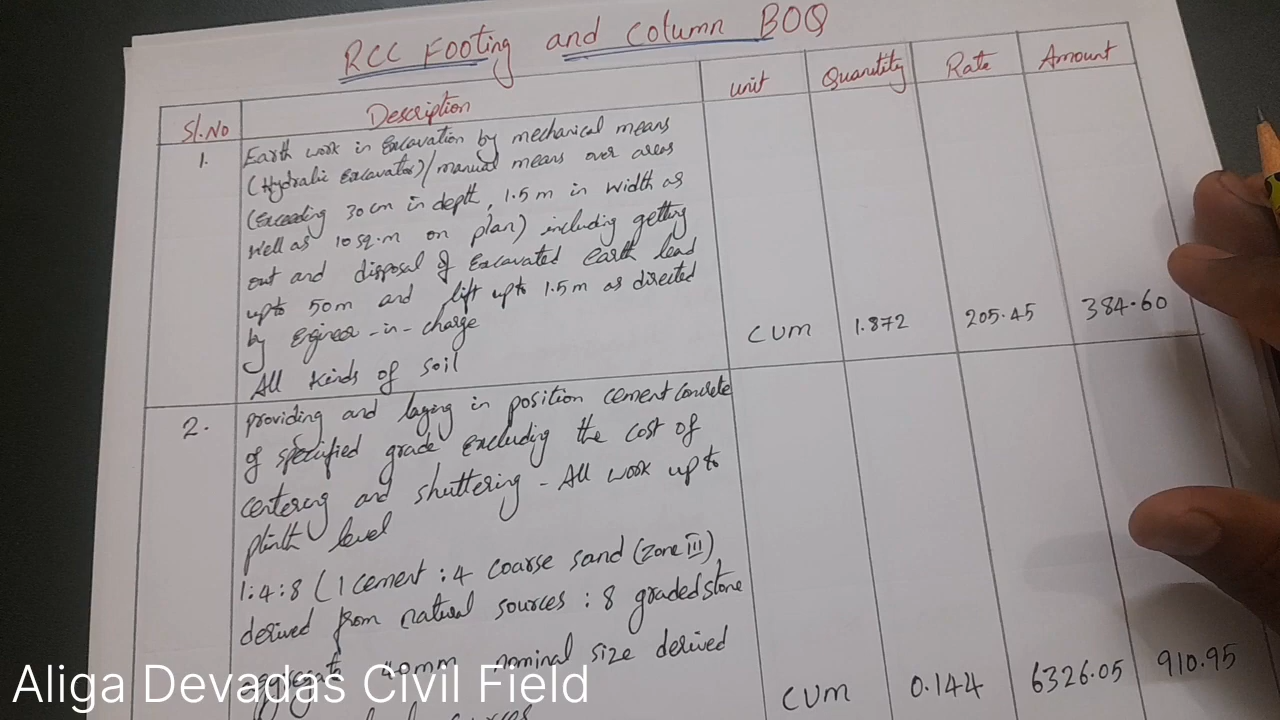 RCC Footing and Column BOQ
Sl.No Description unit Quantity Rate Amount
1. Earth work in Excavation by mechanical means
(Hydralic Excavator)/manual means over areas
(Exceeding 30cm in depth, 1.5m in width as
well as 10sq.m on plan) including getting
out and disposal of Excavated earth lead
upto 50m and lift upto 1.5m as directed
by Egineer-in-charge
All kinds of soil CUM 1.872 205.45 384.60
2. providing and laying in position cement concrete
of specified grade excluding the cost of
centering and shuttering - All work up to
plinth level
1:4:8 (1 cement : 4 coarse sand (zone III)
derived from natural sources : 8 graded stone
aggregate 40mm nominal size derived
CUM 0.144 6326.05 910.95
sources
Aliga Devadas Civil Field